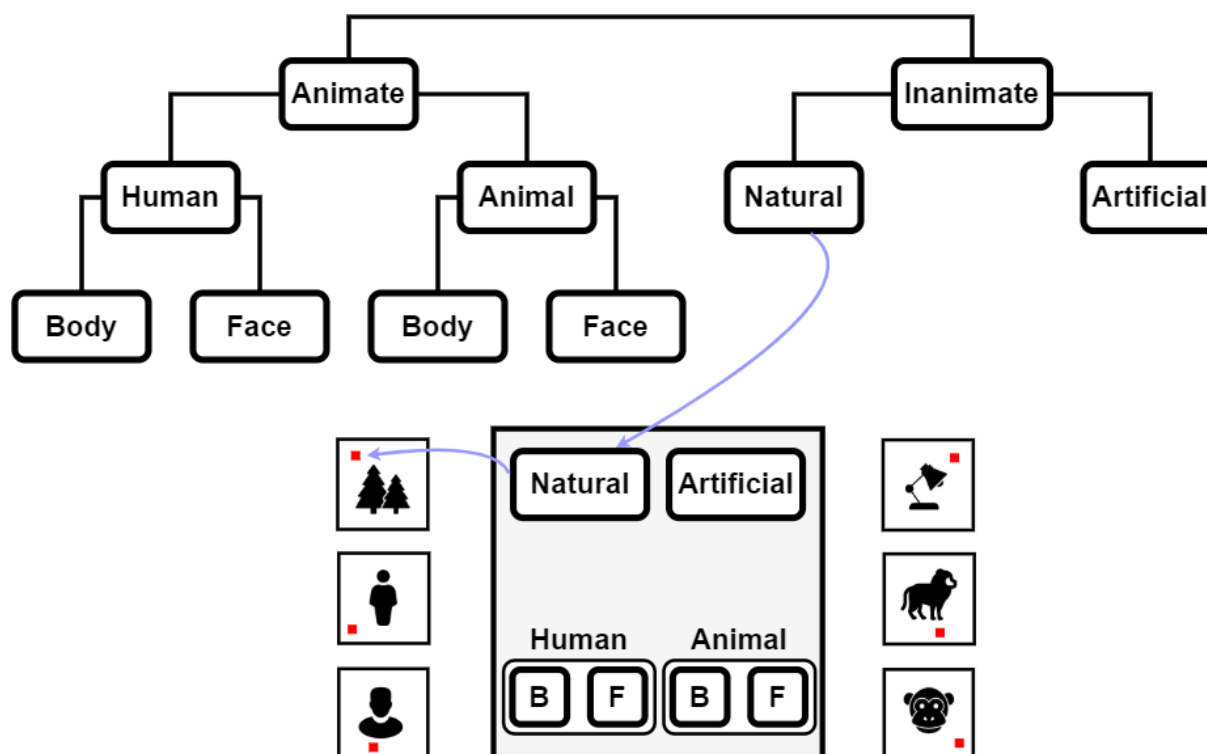 Animate
Inanimate
Human
Animal
Natural
Artificial
Body
Face
Body
Face
Natural
Artificial
Human
Animal
B
F
B
F